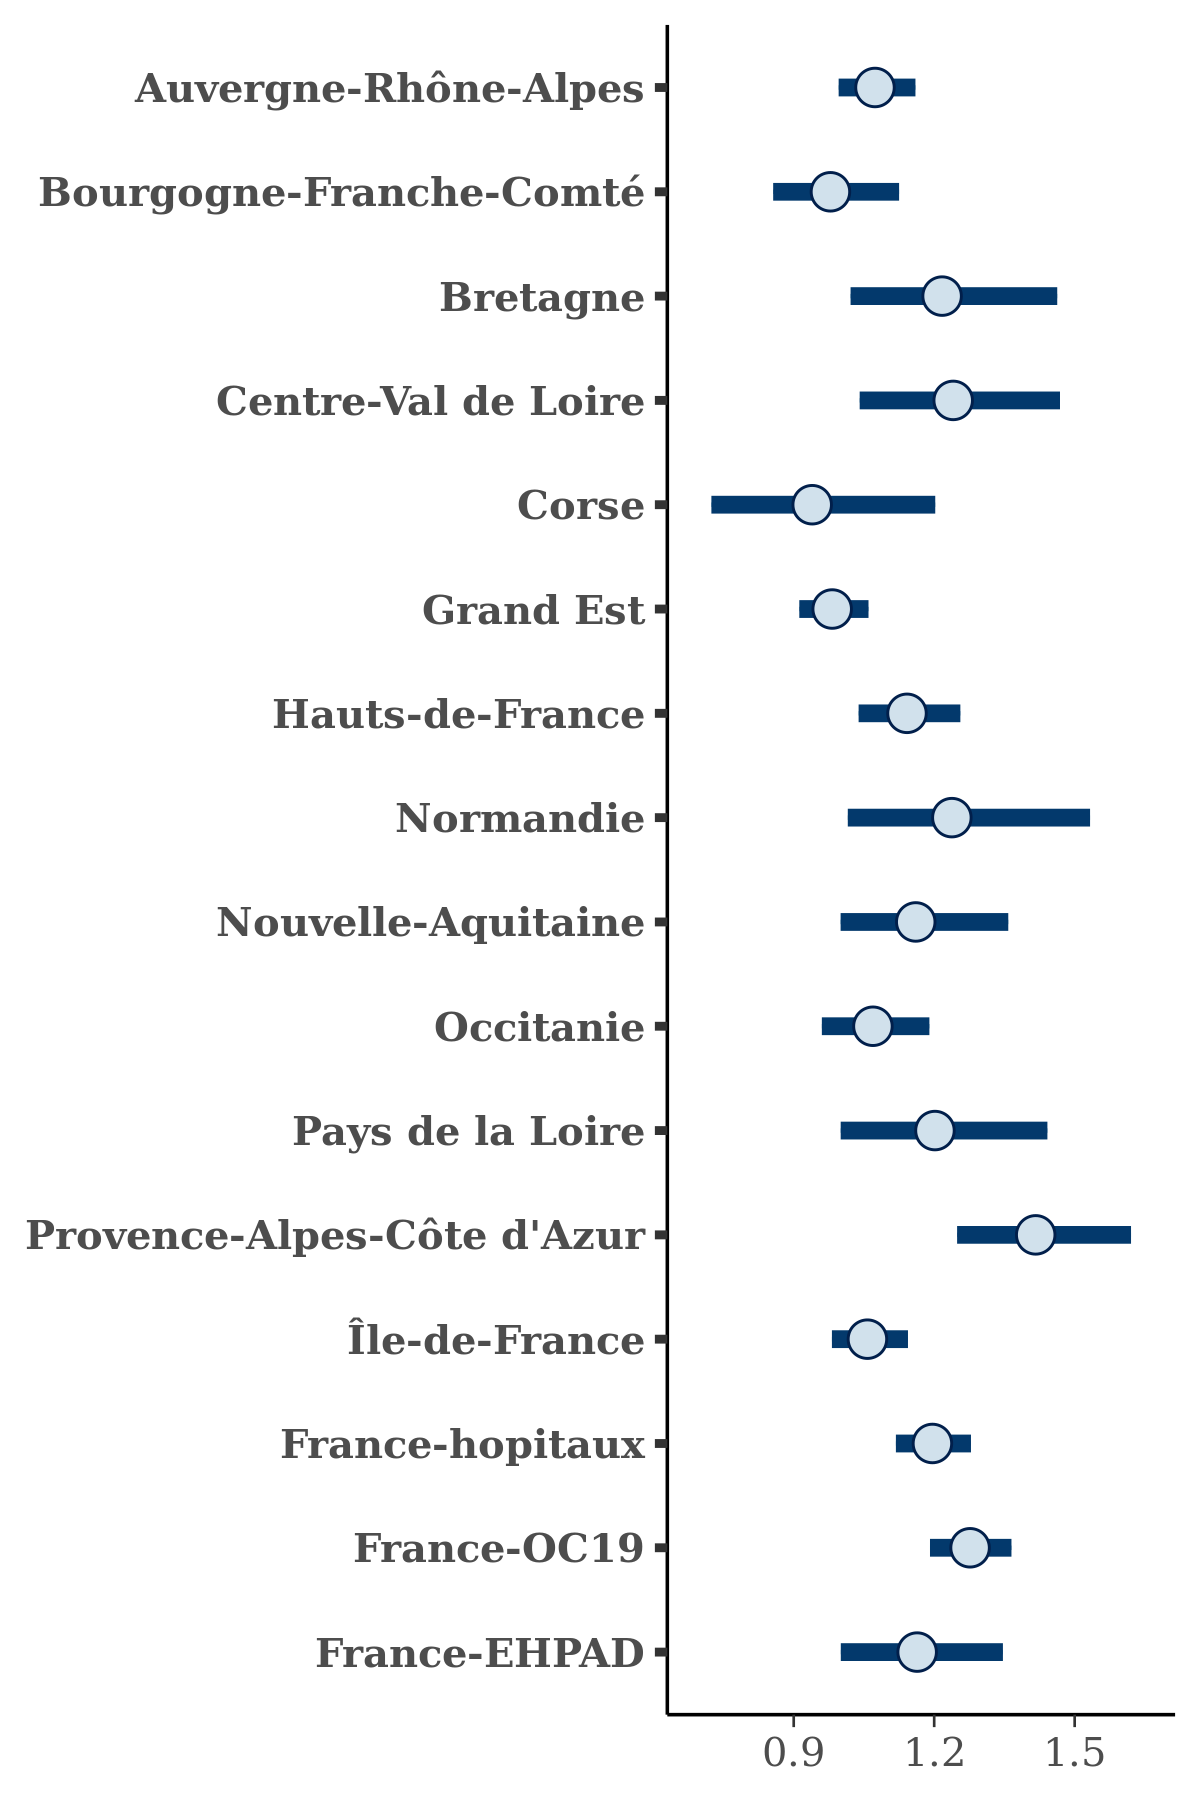 Auvergne-Rhône-Alpes
Bourgogne-Franche-Comté
Bretagne
Centre-Val de Loire
Corse
Grand Est
Hauts-de-France
Normandie
Nouvelle-Aquitaine
Occitanie
Pays de la Loire
Provence-Alpes-Côte d'Azur
Île-de-France
France-hopitaux
France-OC19
France-EHPAD
0.9 1.2 1.5